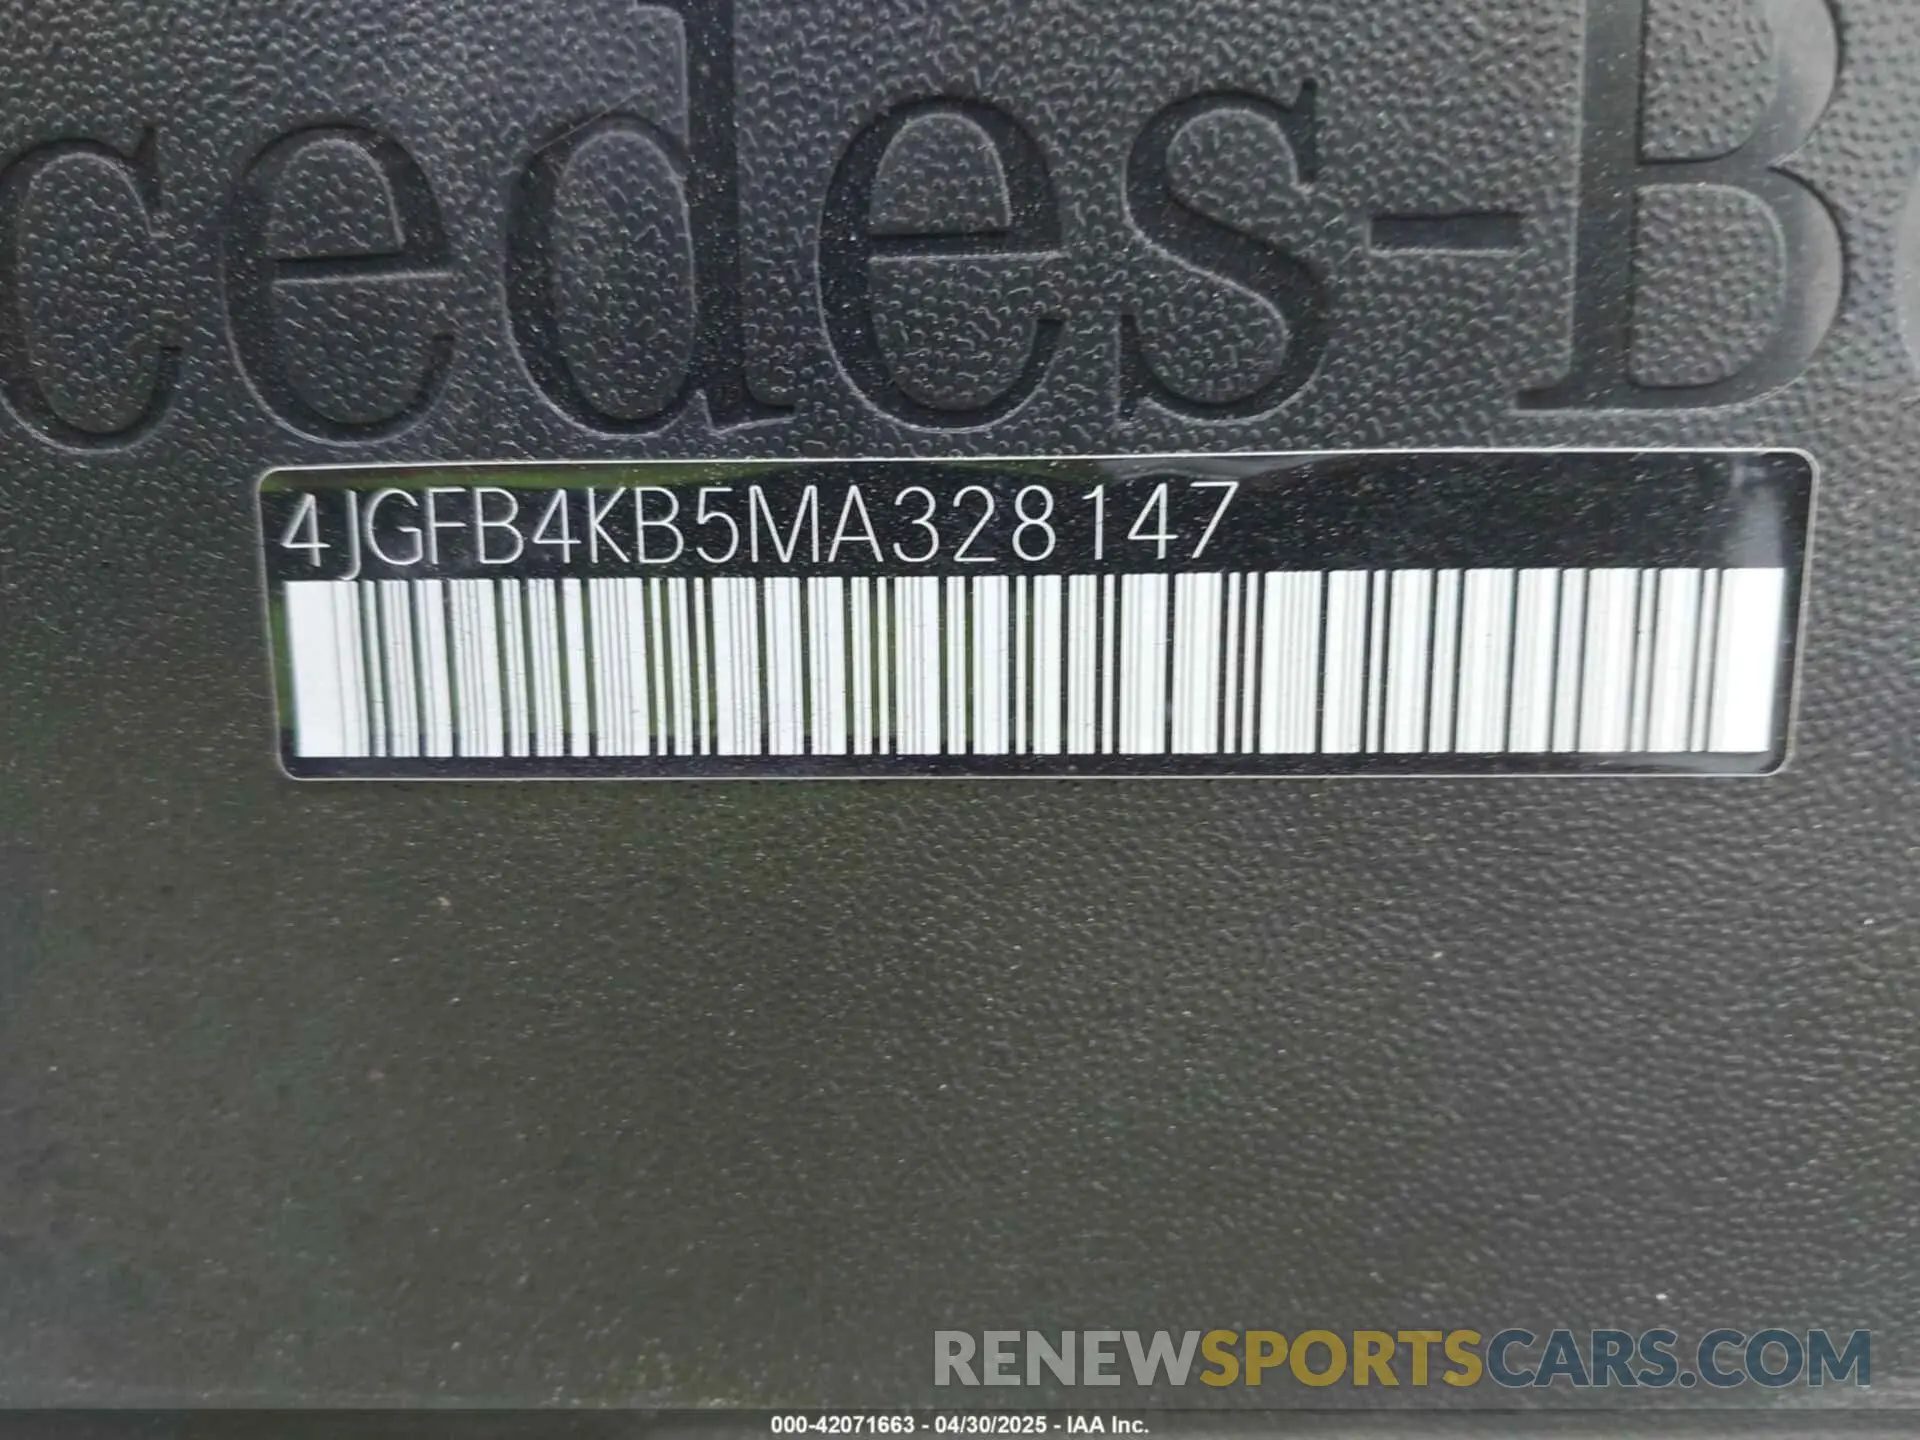 cedes-B
4JGFB4KB5MA328147
RENEWSPORTSCARS.COM
000-42071663 - 04/30/2025 - IAA Inc.